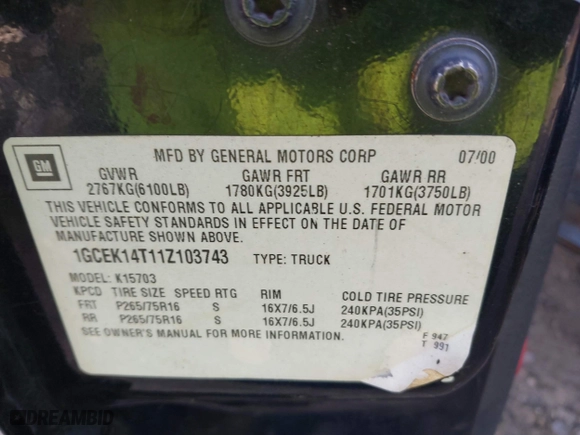 MFD BY GENERAL MOTORS CORP 07/00
GM
GVWR GAWR FRT GAWR RR
2767KG(6100LB) 1780KG(3925LB) 1701KG(3750LB)
THIS VEHICLE CONFORMS TO ALL APPLICABLE U.S. FEDERAL MOTOR
VEHICLE SAFETY STANDARDS IN EFFECT ON THE DATE OF
MANUFACTURE SHOWN ABOVE.
1GCEK14T11Z103743 TYPE: TRUCK
MODEL: K15703
KPCD TIRE SIZE SPEED RTG RIM COLD TIRE PRESSURE
FRT P265/75R16 S 16X7/6.5J 240KPA(35PSI)
RR P265/75R16 S 16X7/6.5J 240KPA(35PSI)
SEE OWNER'S MANUAL FOR MORE INFORMATION.
F 947
T 991
DREAMBID